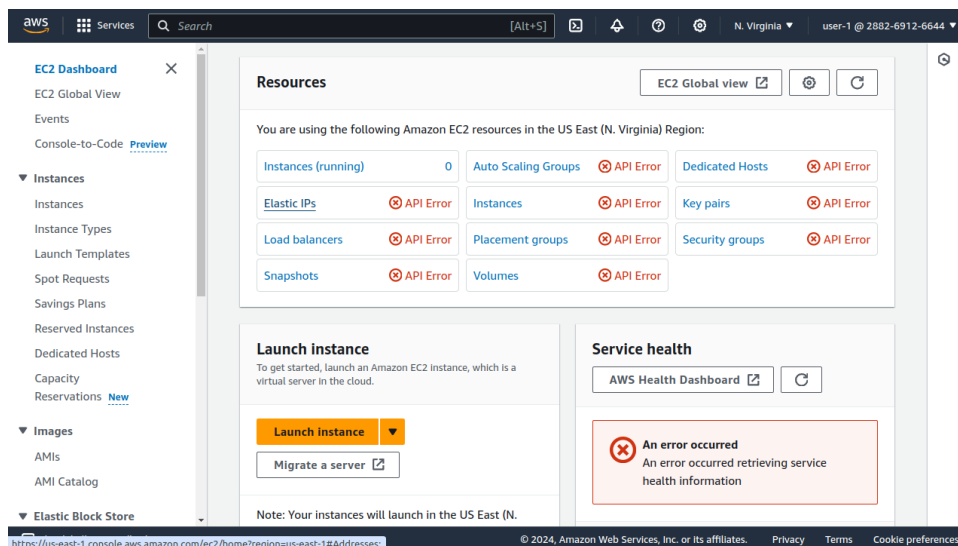 aws Services Search [Alt+S] N. Virginia ▼ user-1 @ 2882-6912-6644 ▼
EC2 Dashboard
EC2 Global View
Events
Console-to-Code Preview
▼ Instances
Instances
Instance Types
Launch Templates
Spot Requests
Savings Plans
Reserved Instances
Dedicated Hosts
Capacity
Reservations New
▼ Images
AMIs
AMI Catalog
▼ Elastic Block Store
Resources
EC2 Global view
You are using the following Amazon EC2 resources in the US East (N. Virginia) Region:
Instances (running) 0 Auto Scaling Groups API Error Dedicated Hosts API Error
Elastic IPs API Error Instances API Error Key pairs API Error
Load balancers API Error Placement groups API Error Security groups API Error
Snapshots API Error Volumes API Error
Launch instance
To get started, launch an Amazon EC2 instance, which is a
virtual server in the cloud.
Launch instance ▼
Migrate a server
Note: Your instances will launch in the US East (N.
Service health
AWS Health Dashboard
An error occurred
An error occurred retrieving service
health information
https://us-east-1.console.aws.amazon.com/ec2/home?region=us-east-1#Addresses:
© 2024, Amazon Web Services, Inc. or its affiliates. Privacy Terms Cookie preferences